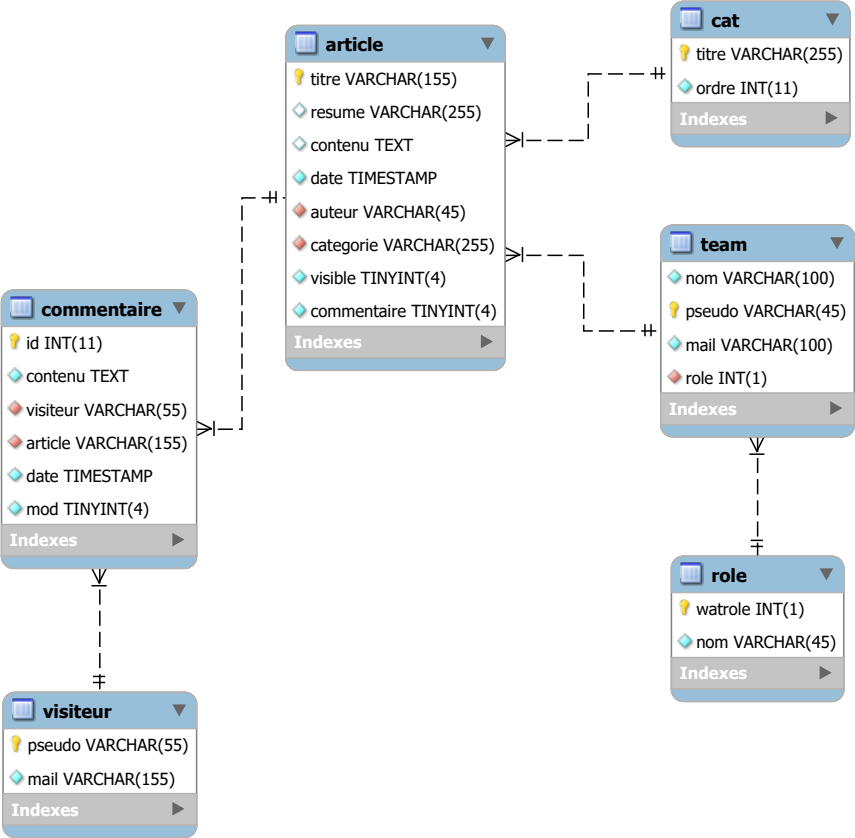 article
titre VARCHAR(155)
resume VARCHAR(255)
contenu TEXT
date TIMESTAMP
auteur VARCHAR(45)
categorie VARCHAR(255)
visible TINYINT(4)
commentaire TINYINT(4)
Indexes
cat
titre VARCHAR(255)
ordre INT(11)
Indexes
team
nom VARCHAR(100)
pseudo VARCHAR(45)
mail VARCHAR(100)
role INT(1)
Indexes
commentaire
id INT(11)
contenu TEXT
visiteur VARCHAR(55)
article VARCHAR(155)
date TIMESTAMP
mod TINYINT(4)
Indexes
role
watrole INT(1)
nom VARCHAR(45)
Indexes
visiteur
pseudo VARCHAR(55)
mail VARCHAR(155)
Indexes